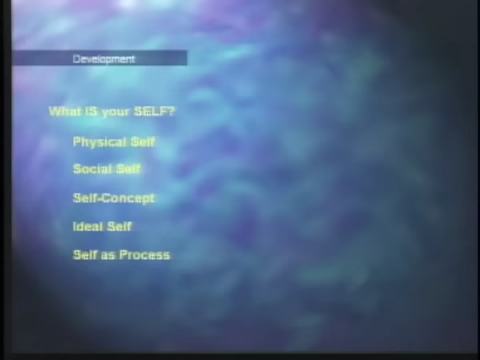 Development
What IS your SELF?
Physical Self
Social Self
Self-Concept
Ideal Self
Self as Process